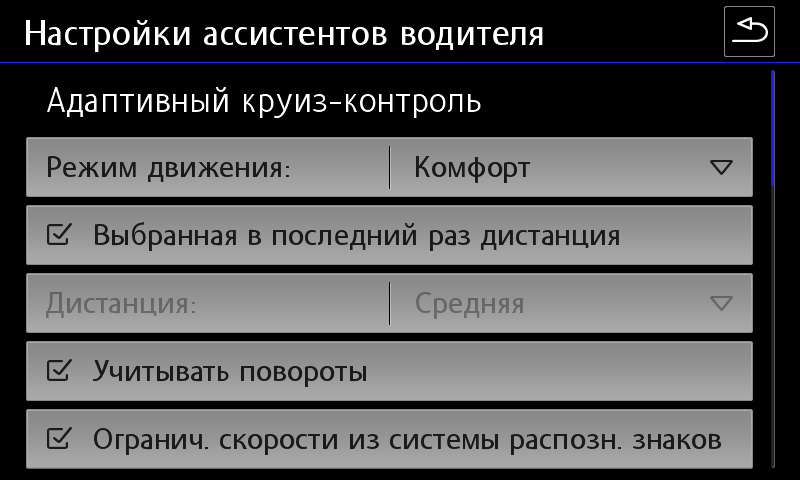 Настройки ассистентов водителя
Адаптивный круиз-контроль
Режим движения: Комфорт
Выбранная в последний раз дистанция
Дистанция: Средняя
Учитывать повороты
Огранич. скорости из системы распозн. знаков